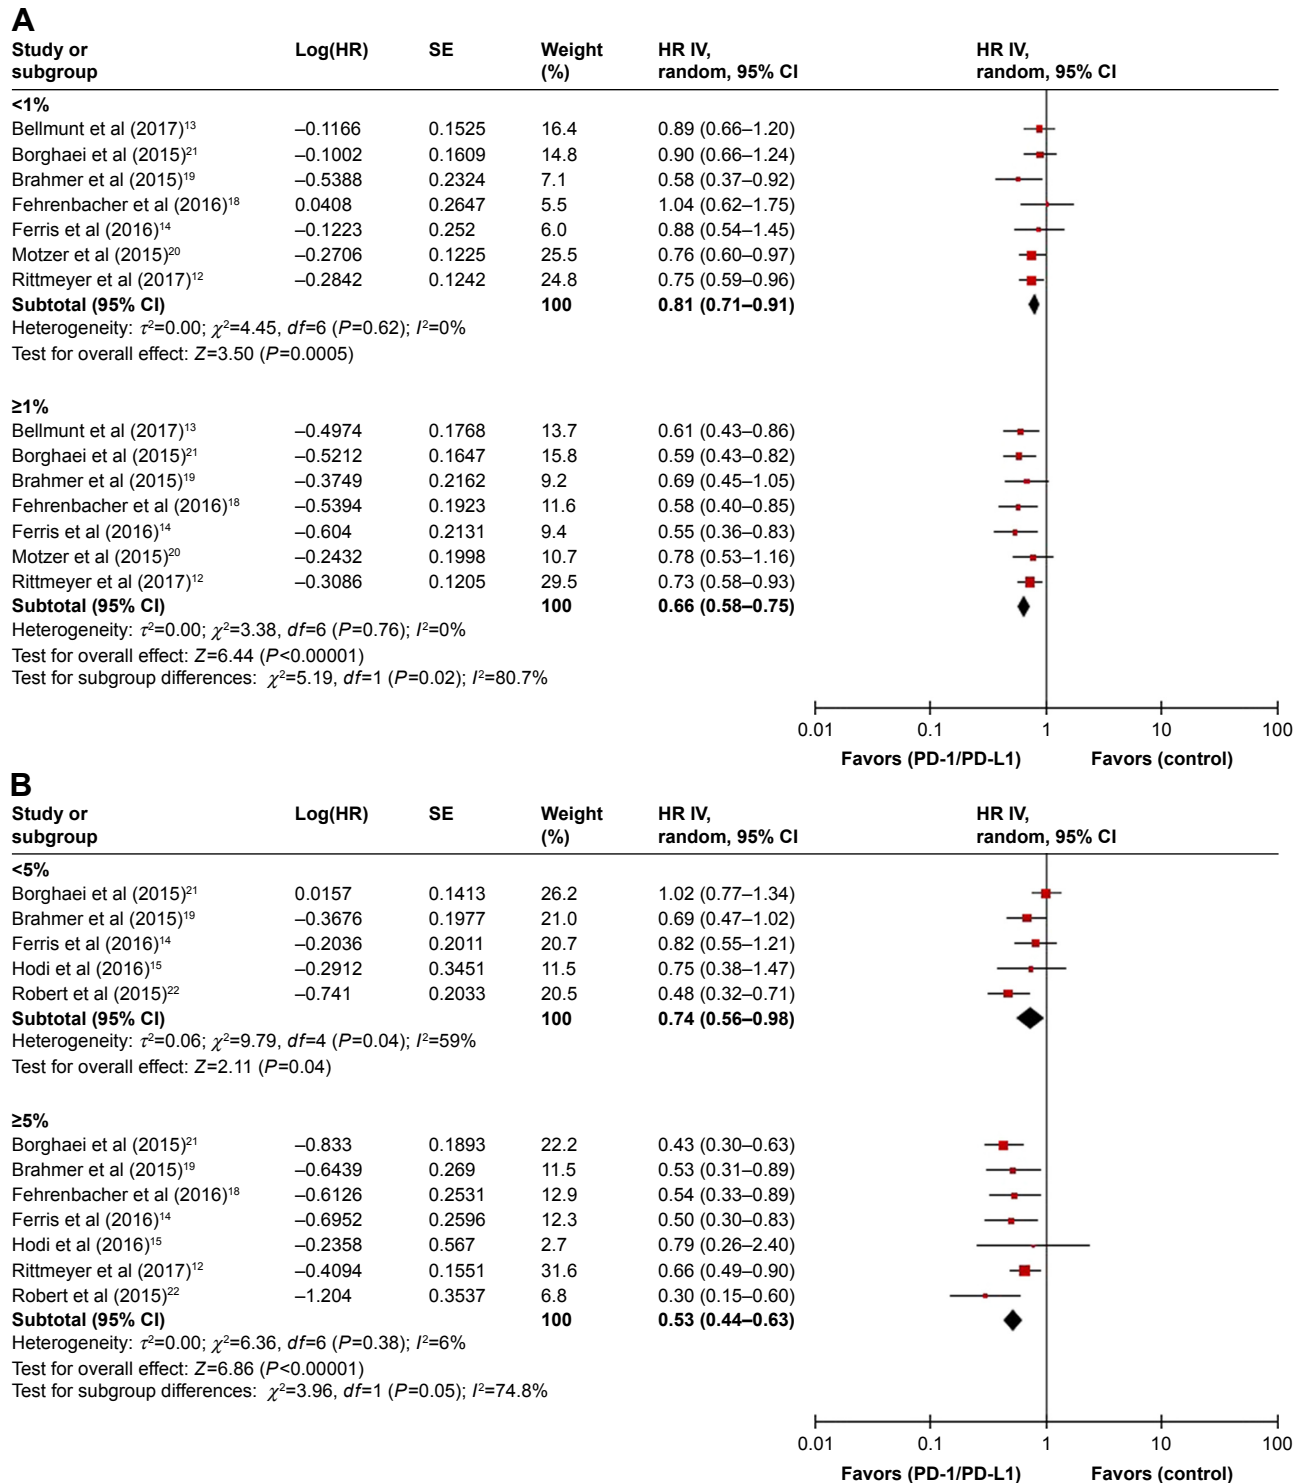 A
Study or subgroup Log(HR) SE Weight (%) HR IV, random, 95% CI HR IV, random, 95% CI
<1%
Bellmunt et al (2017)¹³ –0.1166 0.1525 16.4 0.89 (0.66–1.20)
Borghaei et al (2015)²¹ –0.1002 0.1609 14.8 0.90 (0.66–1.24)
Brahmer et al (2015)¹⁹ –0.5388 0.2324 7.1 0.58 (0.37–0.92)
Fehrenbacher et al (2016)¹⁸ 0.0408 0.2647 5.5 1.04 (0.62–1.75)
Ferris et al (2016)¹⁴ –0.1223 0.252 6.0 0.88 (0.54–1.45)
Motzer et al (2015)²⁰ –0.2706 0.1225 25.5 0.76 (0.60–0.97)
Rittmeyer et al (2017)¹² –0.2842 0.1242 24.8 0.75 (0.59–0.96)
Subtotal (95% CI) 100 0.81 (0.71–0.91)
Heterogeneity: τ²=0.00; χ²=4.45, df=6 (P=0.62); I²=0%
Test for overall effect: Z=3.50 (P=0.0005)
≥1%
Bellmunt et al (2017)¹³ –0.4974 0.1768 13.7 0.61 (0.43–0.86)
Borghaei et al (2015)²¹ –0.5212 0.1647 15.8 0.59 (0.43–0.82)
Brahmer et al (2015)¹⁹ –0.3749 0.2162 9.2 0.69 (0.45–1.05)
Fehrenbacher et al (2016)¹⁸ –0.5394 0.1923 11.6 0.58 (0.40–0.85)
Ferris et al (2016)¹⁴ –0.604 0.2131 9.4 0.55 (0.36–0.83)
Motzer et al (2015)²⁰ –0.2432 0.1998 10.7 0.78 (0.53–1.16)
Rittmeyer et al (2017)¹² –0.3086 0.1205 29.5 0.73 (0.58–0.93)
Subtotal (95% CI) 100 0.66 (0.58–0.75)
Heterogeneity: τ²=0.00; χ²=3.38, df=6 (P=0.76); I²=0%
Test for overall effect: Z=6.44 (P<0.00001)
Test for subgroup differences: χ²=5.19, df=1 (P=0.02); I²=80.7%
0.01 0.1 1 10 100
Favors (PD-1/PD-L1) Favors (control)
B
Study or subgroup Log(HR) SE Weight (%) HR IV, random, 95% CI HR IV, random, 95% CI
<5%
Borghaei et al (2015)²¹ 0.0157 0.1413 26.2 1.02 (0.77–1.34)
Brahmer et al (2015)¹⁹ –0.3676 0.1977 21.0 0.69 (0.47–1.02)
Ferris et al (2016)¹⁴ –0.2036 0.2011 20.7 0.82 (0.55–1.21)
Hodi et al (2016)¹⁵ –0.2912 0.3451 11.5 0.75 (0.38–1.47)
Robert et al (2015)²² –0.741 0.2033 20.5 0.48 (0.32–0.71)
Subtotal (95% CI) 100 0.74 (0.56–0.98)
Heterogeneity: τ²=0.06; χ²=9.79, df=4 (P=0.04); I²=59%
Test for overall effect: Z=2.11 (P=0.04)
≥5%
Borghaei et al (2015)²¹ –0.833 0.1893 22.2 0.43 (0.30–0.63)
Brahmer et al (2015)¹⁹ –0.6439 0.269 11.5 0.53 (0.31–0.89)
Fehrenbacher et al (2016)¹⁸ –0.6126 0.2531 12.9 0.54 (0.33–0.89)
Ferris et al (2016)¹⁴ –0.6952 0.2596 12.3 0.50 (0.30–0.83)
Hodi et al (2016)¹⁵ –0.2358 0.567 2.7 0.79 (0.26–2.40)
Rittmeyer et al (2017)¹² –0.4094 0.1551 31.6 0.66 (0.49–0.90)
Robert et al (2015)²² –1.204 0.3537 6.8 0.30 (0.15–0.60)
Subtotal (95% CI) 100 0.53 (0.44–0.63)
Heterogeneity: τ²=0.00; χ²=6.36, df=6 (P=0.38); I²=6%
Test for overall effect: Z=6.86 (P<0.00001)
Test for subgroup differences: χ²=3.96, df=1 (P=0.05); I²=74.8%
0.01 0.1 1 10 100
Favors (PD-1/PD-L1) Favors (control)